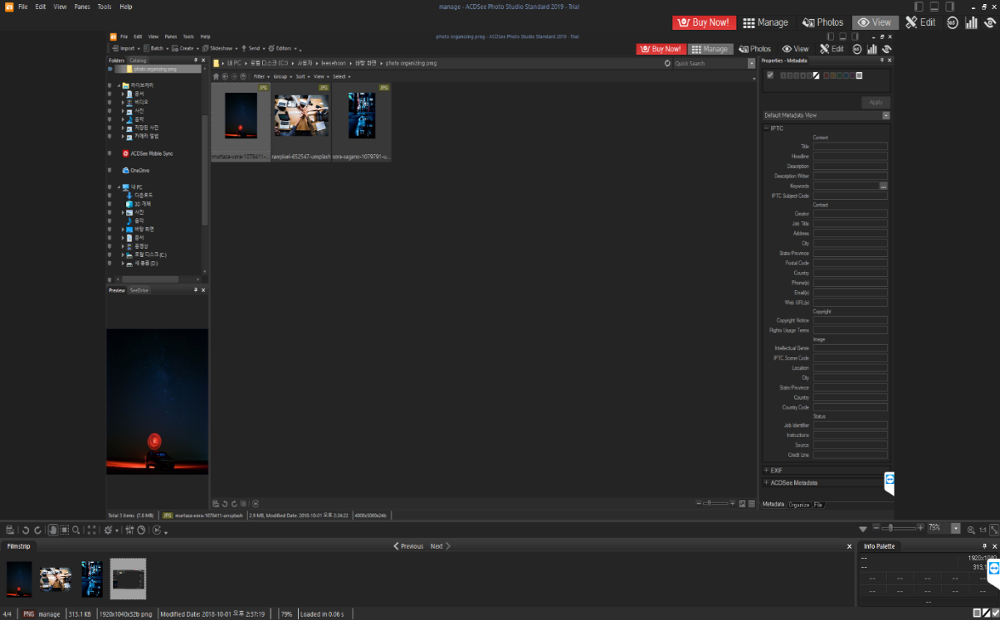 File Edit View Panes Tools Help
manage - ACDSee Photo Studio Standard 2019 - Trial
Buy Now! Manage Photos View Edit 365
File Edit View Panes Tools Help
photo organizing prog - ACDSee Photo Studio Standard 2019 - Trial
Import Batch Create Slideshow Send Editors
Buy Now! Manage Photos View Edit 365
Folders Catalog
photo organizing prog
라이브러리
문서
비디오
사진
음악
저장된 사진
카메라 앨범
ACDSee Mobile Sync
OneDrive
내 PC
다운로드
3D 개체
사진
음악
바탕 화면
문서
동영상
로컬 디스크 (C:)
새 볼륨 (D:)
Preview SeeDrive
내 PC 로컬 디스크 (C:) 사용자 leesehoon 바탕 화면 photo organizing prog
Quick Search
Filter Group Sort View Select
JPG JPG JPG
murtaza-esra-1078411-... rawpixel-652547-unsplash sora-sagano-1079791-u...
Total 3 items (7.8 MB) JPG murtaza-esra-1078411-unsplash 2.9 MB, Modified Date: 2018-10-01 오후 2:24:22 4000x5000x24b
Properties - Metadata
Apply
Default Metadata View
IPTC
Content
Title
Headline
Description
Description Writer
Keywords
...
IPTC Subject Code
Contact
Creator
Job Title
Address
City
State/Province
Postal Code
Country
Phone(s)
Email(s)
Web URL(s)
Copyright
Copyright Notice
Rights Usage Terms
Image
Intellectual Genre
IPTC Scene Code
Location
City
State/Province
Country
Country Code
Status
Job Identifier
Instructions
Source
Credit Line
EXIF
ACDSee Metadata
Metadata Organize File
79% 1:1
Filmstrip
Previous Next
Info Palette
-- 1920x1040
-- 313,1
-- -- -- -- --
-- -- -- -- --
--
4/4 PNG manage 313.1 KB 1920x1040x32b png Modified Date: 2018-10-01 오후 2:37:19 79% Loaded in 0.06 s